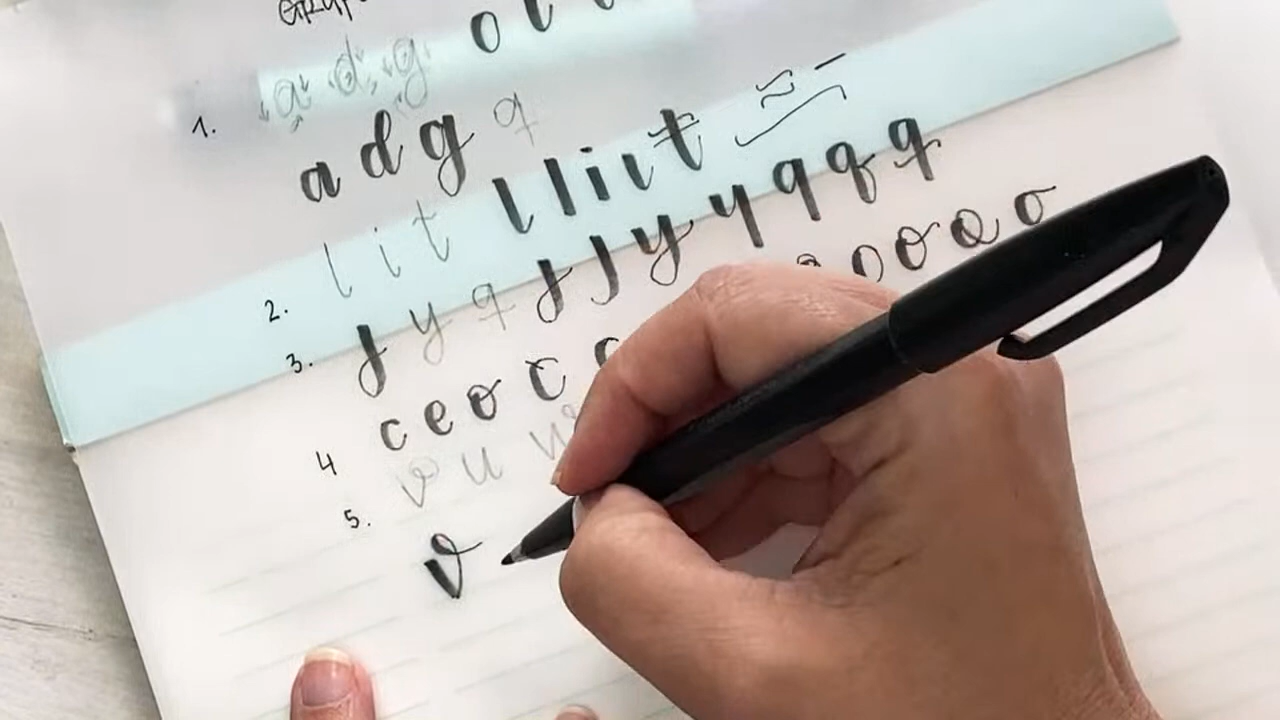 1. a d g
a d g q
2. l i t l l i i t
3. j y q j j y y q q q
4 c e o c c o o o o
5. v u w
v